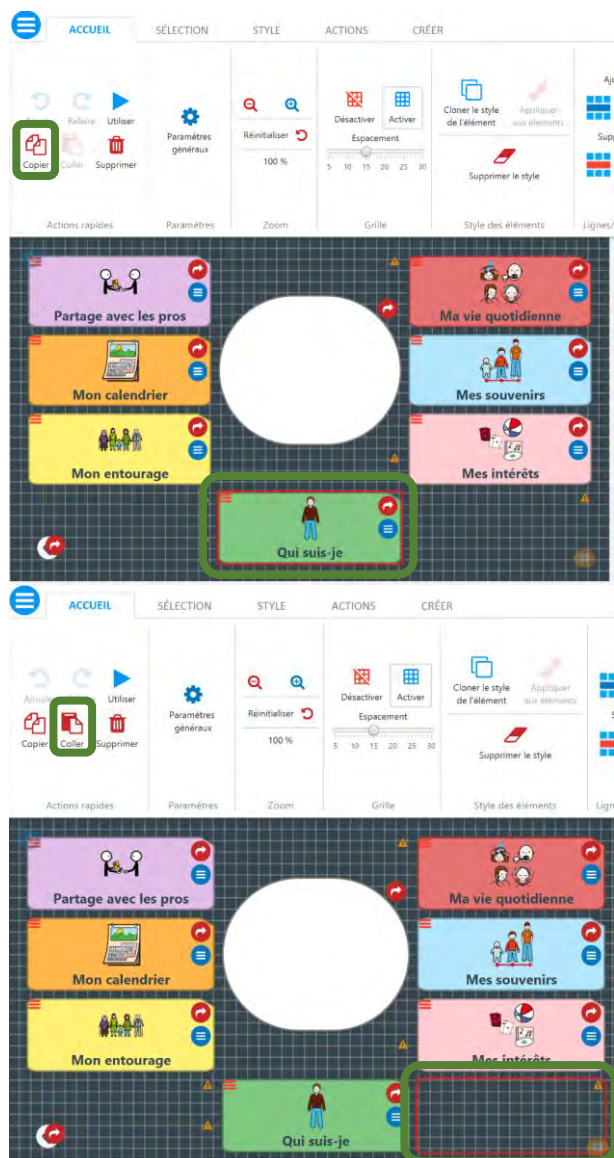 ACCUEIL SÉLECTION STYLE ACTIONS CRÉER
Refaire Utiliser
Copier Coller Supprimer
Paramètres
généraux
Réinitialiser
100 %
Désactiver Activer
Espacement
5 10 15 20 25 30
Cloner le style
de l'élément
Appliquer
aux éléments
Supprimer le style
Actions rapides Paramètres Zoom Grille Style des éléments Lignes/
Partage avec les pros
Ma vie quotidienne
Mon calendrier
Mes souvenirs
Mon entourage
Mes intérêts
Qui suis-je
ACCUEIL SÉLECTION STYLE ACTIONS CRÉER
Annuler Utiliser
Copier Coller Supprimer
Paramètres
généraux
Réinitialiser
100 %
Désactiver Activer
Espacement
5 10 15 20 25 30
Cloner le style
de l'élément
Appliquer
aux éléments
Supprimer le style
Actions rapides Paramètres Zoom Grille Style des éléments
Partage avec les pros
Ma vie quotidienne
Mon calendrier
Mes souvenirs
Mon entourage
Mes intérêts
Qui suis-je